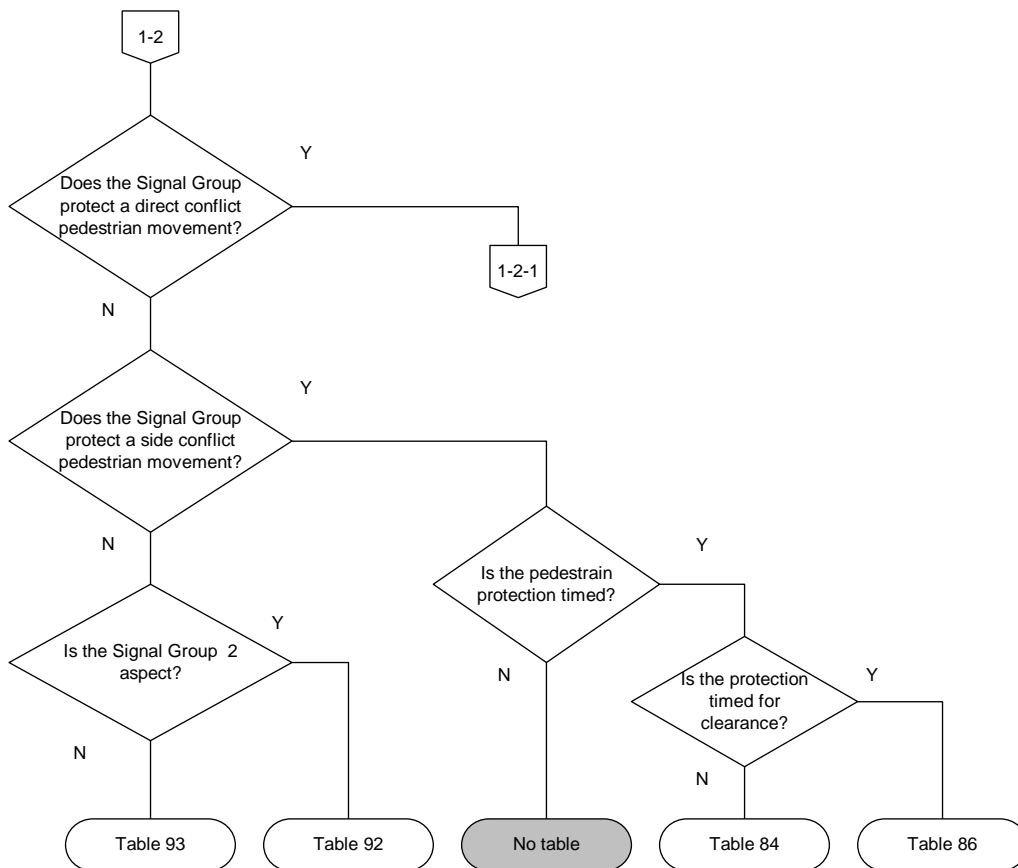 1-2
Y
Does the Signal Group
protect a direct conflict
pedestrian movement?
1-2-1
N
Y
Does the Signal Group
protect a side conflict
pedestrian movement?
N
Y
Is the pedestrain
protection timed?
Y
Is the Signal Group 2
aspect?
N
Is the protection
timed for
clearance?
Y
N
N
Table 93
Table 92
No table
Table 84
Table 86